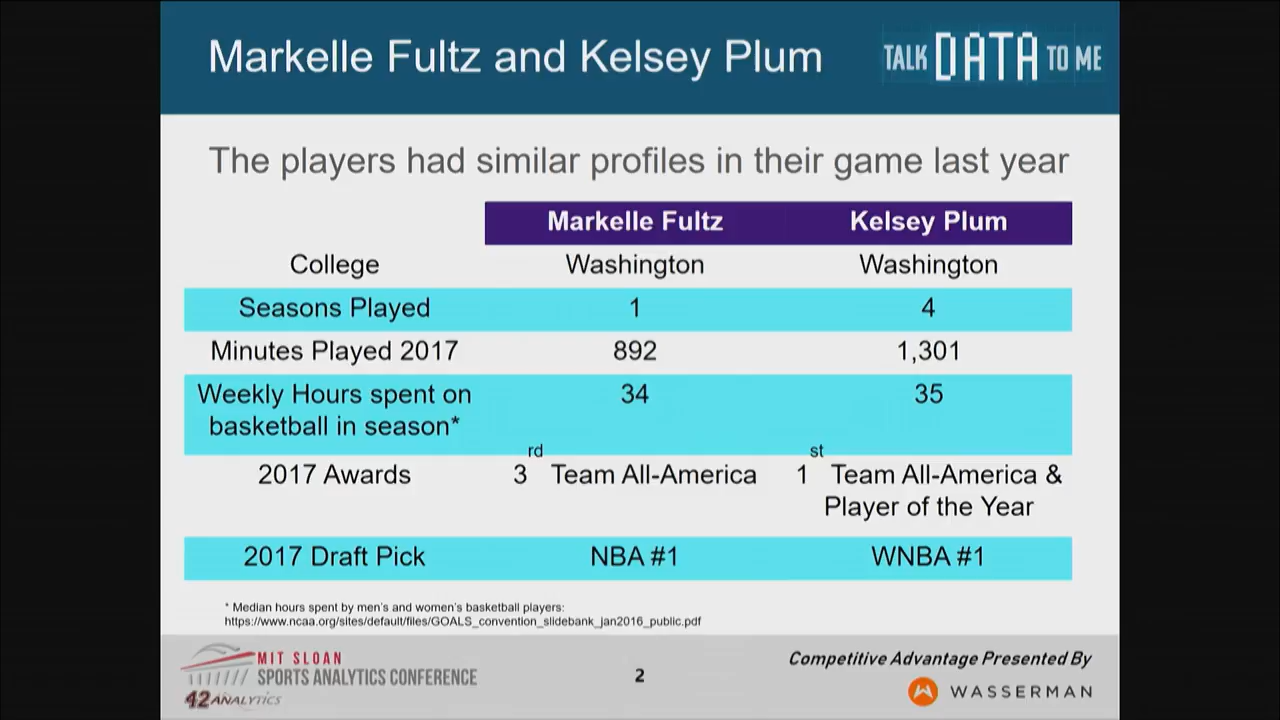 Markelle Fultz and Kelsey Plum
TALK DATA TO ME
The players had similar profiles in their game last year
Markelle Fultz Kelsey Plum
College Washington Washington
Seasons Played 1 4
Minutes Played 2017 892 1,301
Weekly Hours spent on 34 35
basketball in season*
2017 Awards 3rd Team All-America 1st Team All-America &
Player of the Year
2017 Draft Pick NBA #1 WNBA #1
* Median hours spent by men's and women's basketball players:
https://www.ncaa.org/sites/default/files/GOALS_convention_slidebank_jan2016_public.pdf
MIT SLOAN
SPORTS ANALYTICS CONFERENCE
42 ANALYTICS
2
Competitive Advantage Presented By
WASSERMAN